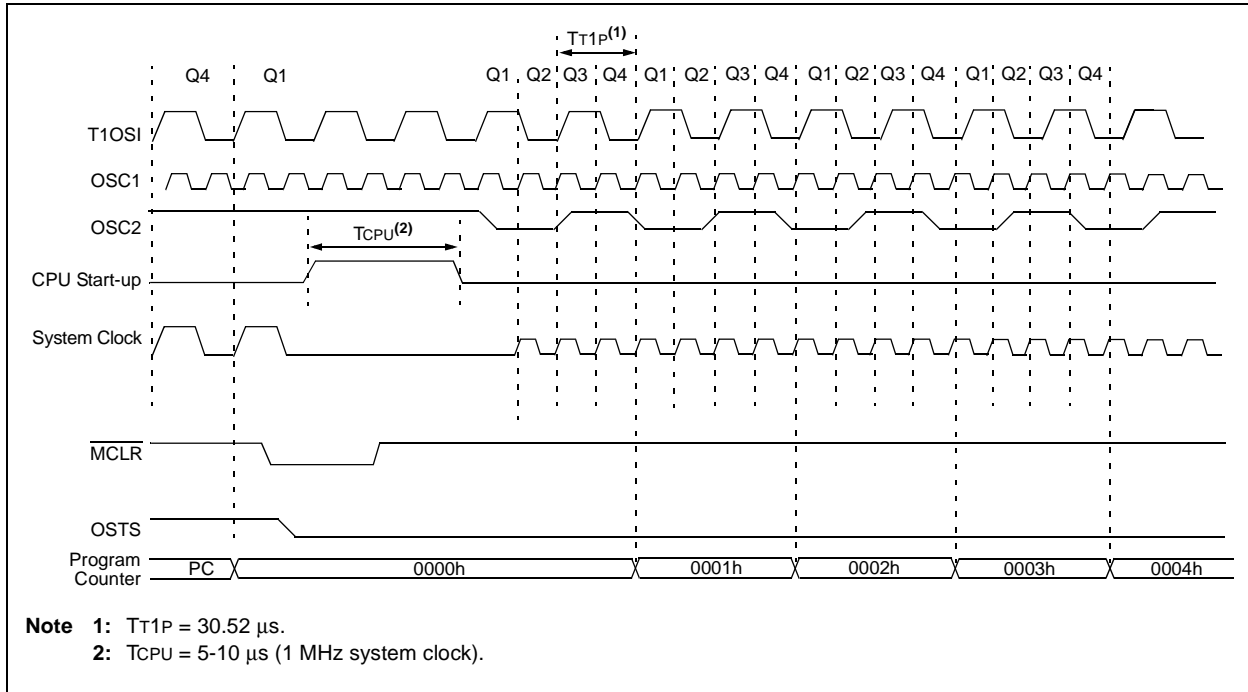 TT1P(1)
Q4 Q1 Q1 Q2 Q3 Q4 Q1 Q2 Q3 Q4 Q1 Q2 Q3 Q4 Q1 Q2 Q3 Q4
T1OSI
OSC1
OSC2
TCPU(2)
CPU Start-up
System Clock
MCLR
OSTS
Program
Counter
PC 0000h 0001h 0002h 0003h 0004h
Note 1: TT1P = 30.52 μs.
2: TCPU = 5-10 μs (1 MHz system clock).